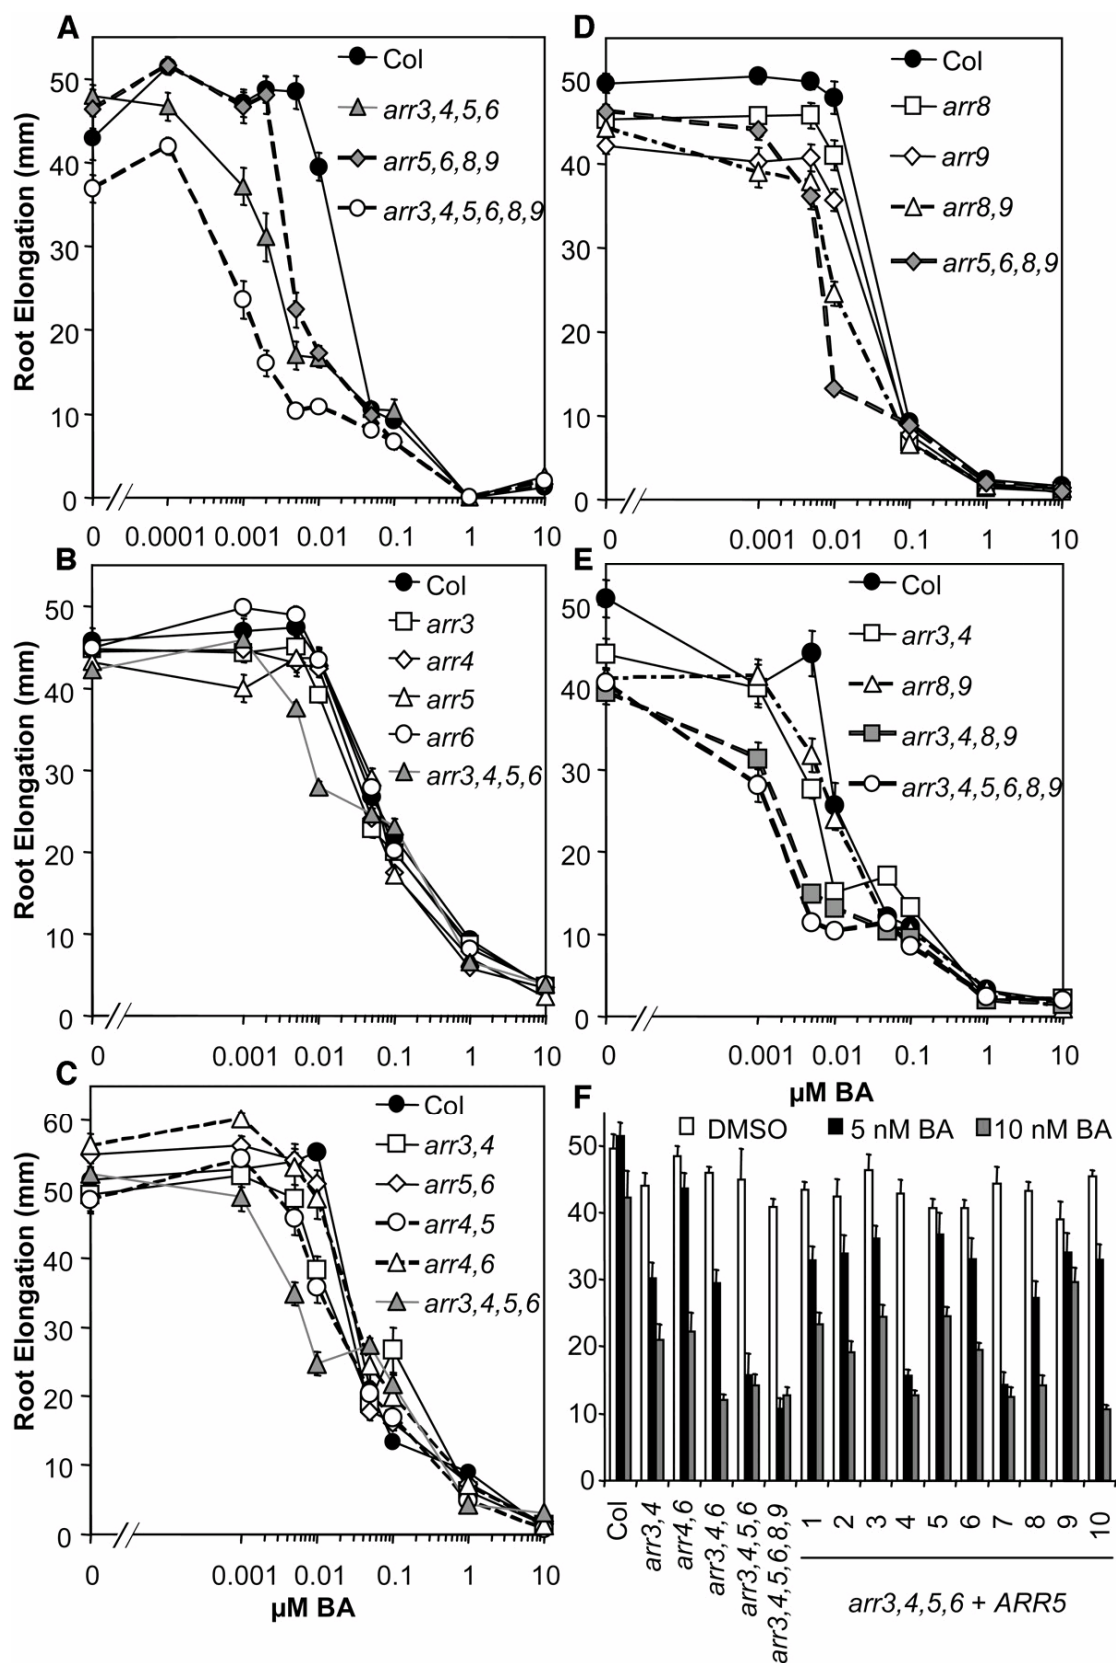 A
Col
arr3,4,5,6
arr5,6,8,9
arr3,4,5,6,8,9
Root Elongation (mm)
50
40
30
20
10
0
0 0.0001 0.001 0.01 0.1 1 10
D
Col
arr8
arr9
arr8,9
arr5,6,8,9
50
40
30
20
10
0
0 0.001 0.01 0.1 1 10
B
Col
arr3
arr4
arr5
arr6
arr3,4,5,6
Root Elongation (mm)
50
40
30
20
10
0
0 0.001 0.01 0.1 1 10
E
Col
arr3,4
arr8,9
arr3,4,8,9
arr3,4,5,6,8,9
50
40
30
20
10
0
0 0.001 0.01 0.1 1 10
µM BA
C
Col
arr3,4
arr5,6
arr4,5
arr4,6
arr3,4,5,6
Root Elongation (mm)
60
50
40
30
20
10
0
0 0.001 0.01 0.1 1 10
µM BA
F
DMSO 5 nM BA 10 nM BA
50
40
30
20
10
0
Col
arr3,4
arr4,6
arr3,4,6
arr3,4,5,6
arr3,4,5,6,8,9
1 2 3 4 5 6 7 8 9 10
arr3,4,5,6 + ARR5